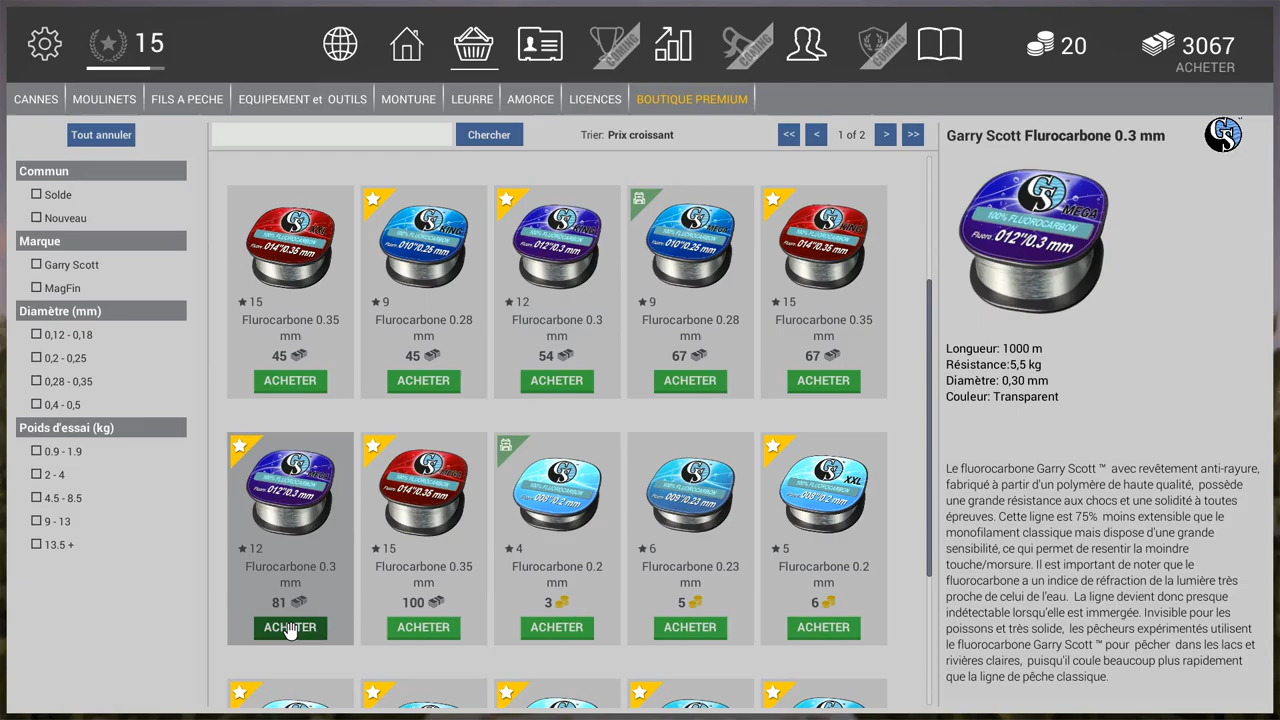 15
COMING
COMING
COMING
20
3067
ACHETER
CANNES
MOULINETS
FILS A PECHE
EQUIPEMENT et OUTILS
MONTURE
LEURRE
AMORCE
LICENCES
BOUTIQUE PREMIUM
Tout annuler
Chercher
Trier: Prix croissant
<<
<
1 of 2
>
>>
Commun
Solde
Nouveau
Marque
Garry Scott
MagFin
Diamètre (mm)
0,12 - 0,18
0,2 - 0,25
0,28 - 0,35
0,4 - 0,5
Poids d'essai (kg)
0.9 - 1.9
2 - 4
4.5 - 8.5
9 - 13
13.5 +
15
Flurocarbone 0.35
mm
45
ACHETER
9
Flurocarbone 0.28
mm
45
ACHETER
12
Flurocarbone 0.3
mm
54
ACHETER
9
Flurocarbone 0.28
mm
67
ACHETER
15
Flurocarbone 0.35
mm
67
ACHETER
12
Flurocarbone 0.3
mm
81
ACHETER
15
Flurocarbone 0.35
mm
100
ACHETER
4
Flurocarbone 0.2
mm
3
ACHETER
6
Flurocarbone 0.23
mm
5
ACHETER
5
Flurocarbone 0.2
mm
6
ACHETER
Garry Scott Flurocarbone 0.3 mm
GS
GS MEGA
100% FLUOROCARBON
Fluoro. 012"/0.3 mm
Longueur: 1000 m
Résistance:5,5 kg
Diamètre: 0,30 mm
Couleur: Transparent
Le fluorocarbone Garry Scott ™ avec revêtement anti-rayure,
fabriqué à partir d'un polymère de haute qualité, possède
une grande résistance aux chocs et une solidité à toutes
épreuves. Cette ligne est 75% moins extensible que le
monofilament classique mais dispose d'une grande
sensibilité, ce qui permet de resentir la moindre
touche/morsure. Il est important de noter que le
fluorocarbone a un indice de réfraction de la lumière très
proche de celui de l'eau. La ligne devient donc presque
indétectable lorsqu'elle est immergée. Invisible pour les
poissons et très solide, les pêcheurs expérimentés utilisent
le fluorocarbone Garry Scott ™ pour pêcher dans les lacs et
rivières claires, puisqu'il coule beaucoup plus rapidement
que la ligne de pêche classique.